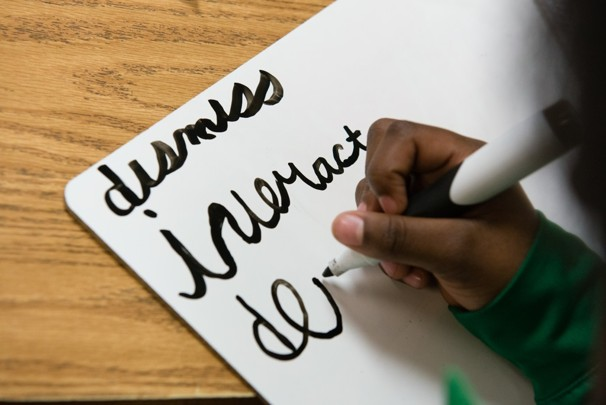 dismiss
interact
de